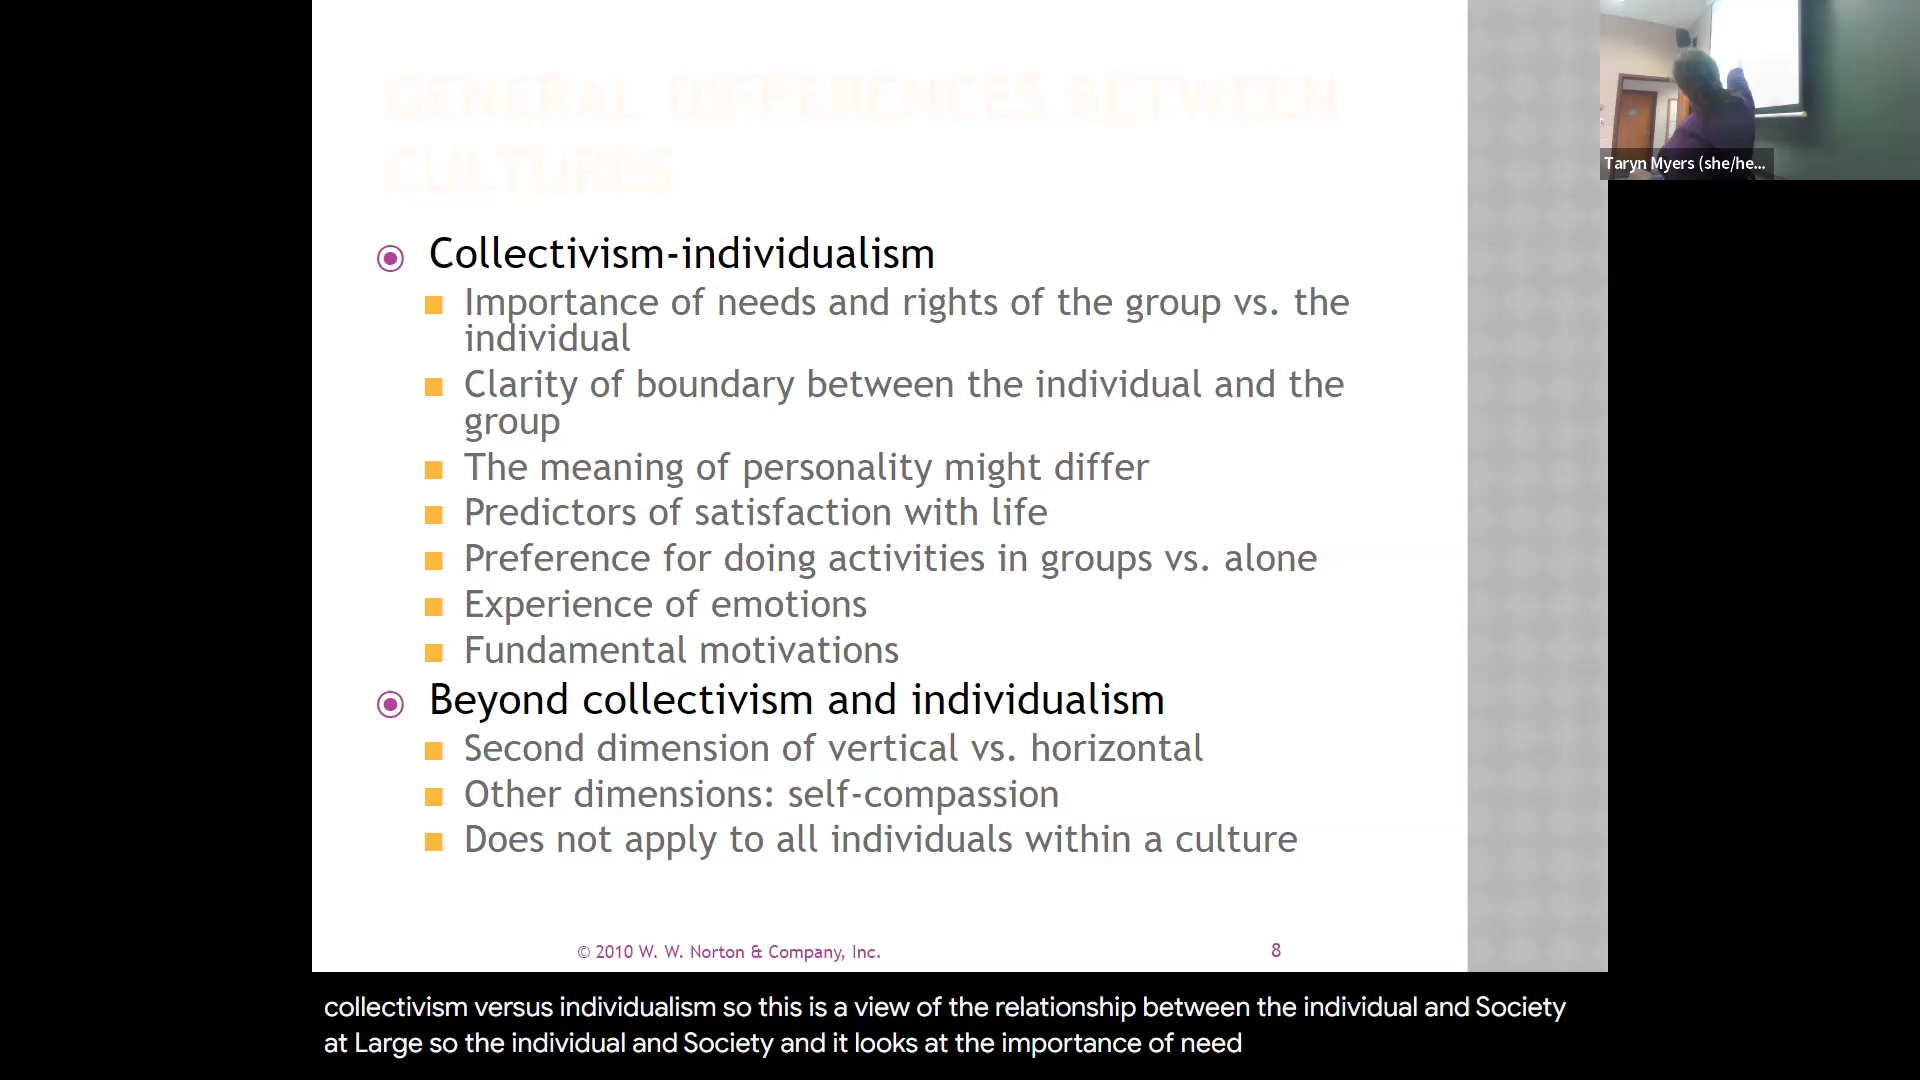 GENERAL DIFFERENCES BETWEEN
CULTURES
Collectivism-individualism
Importance of needs and rights of the group vs. the
individual
Clarity of boundary between the individual and the
group
The meaning of personality might differ
Predictors of satisfaction with life
Preference for doing activities in groups vs. alone
Experience of emotions
Fundamental motivations
Beyond collectivism and individualism
Second dimension of vertical vs. horizontal
Other dimensions: self-compassion
Does not apply to all individuals within a culture
© 2010 W. W. Norton & Company, Inc.
8
Taryn Myers (she/he...
collectivism versus individualism so this is a view of the relationship between the individual and Society
at Large so the individual and Society and it looks at the importance of need